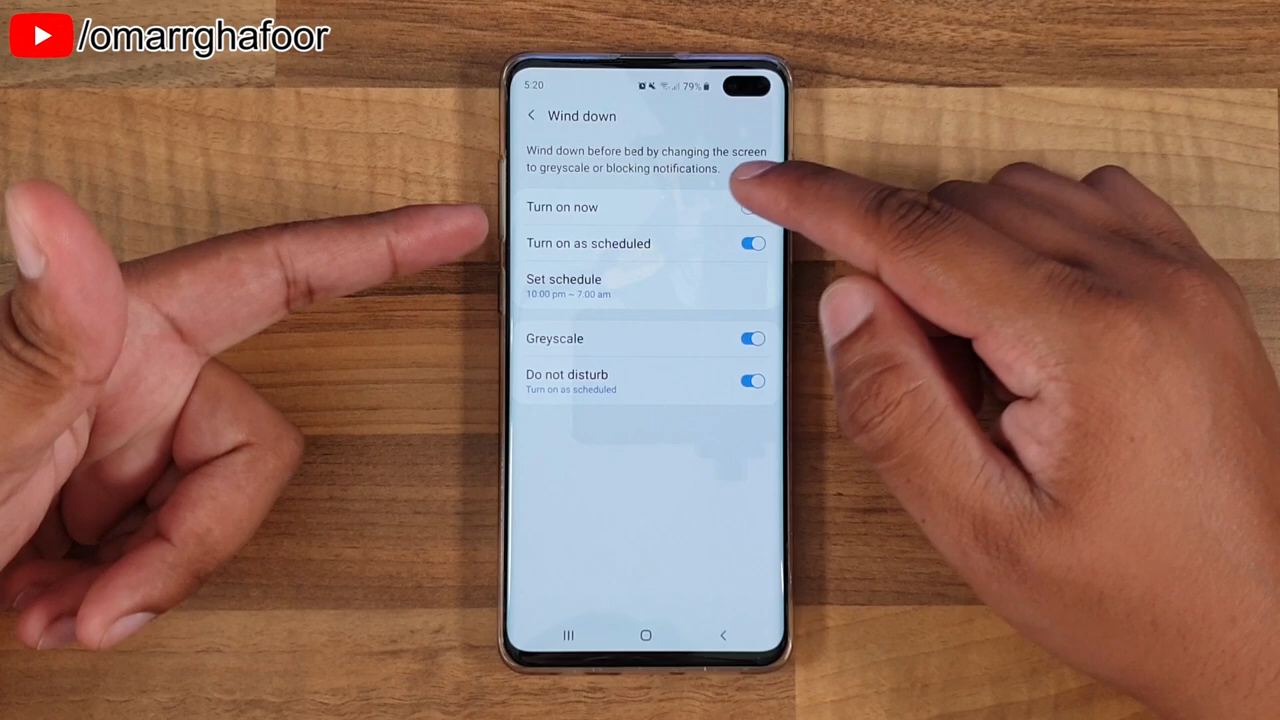 /omarrghafoor
5:20
79%
Wind down
Wind down before bed by changing the screen
to greyscale or blocking notifications.
Turn on now
Turn on as scheduled
Set schedule
10:00 pm ~ 7:00 am
Greyscale
Do not disturb
Turn on as scheduled